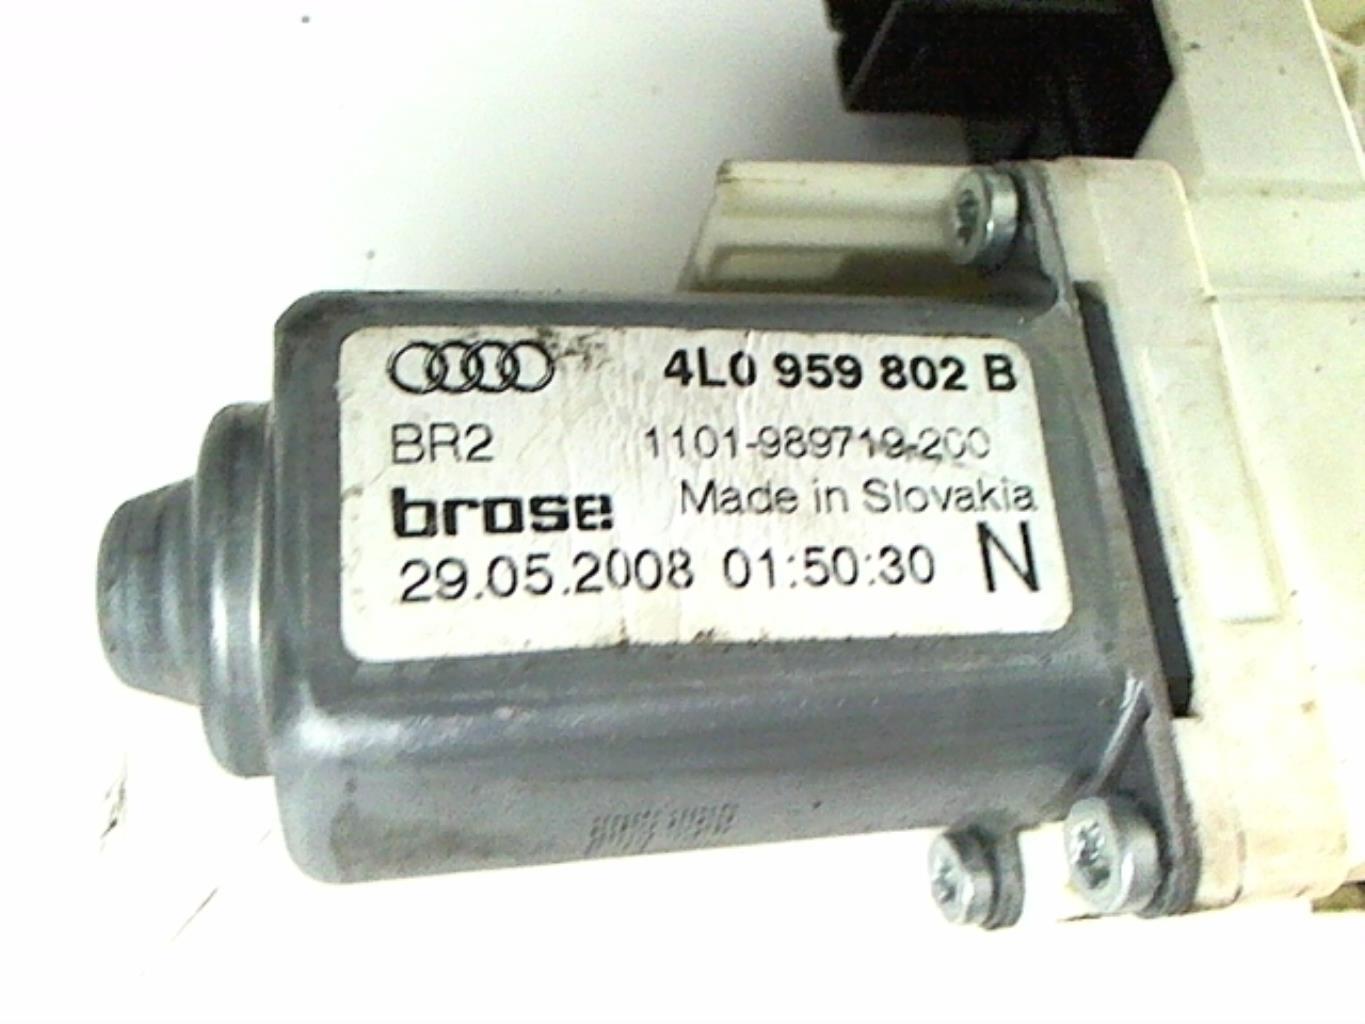 4L0 959 802 B
BR2 1101-989719-200
brose Made in Slovakia
29.05.2008 01:50:30 N